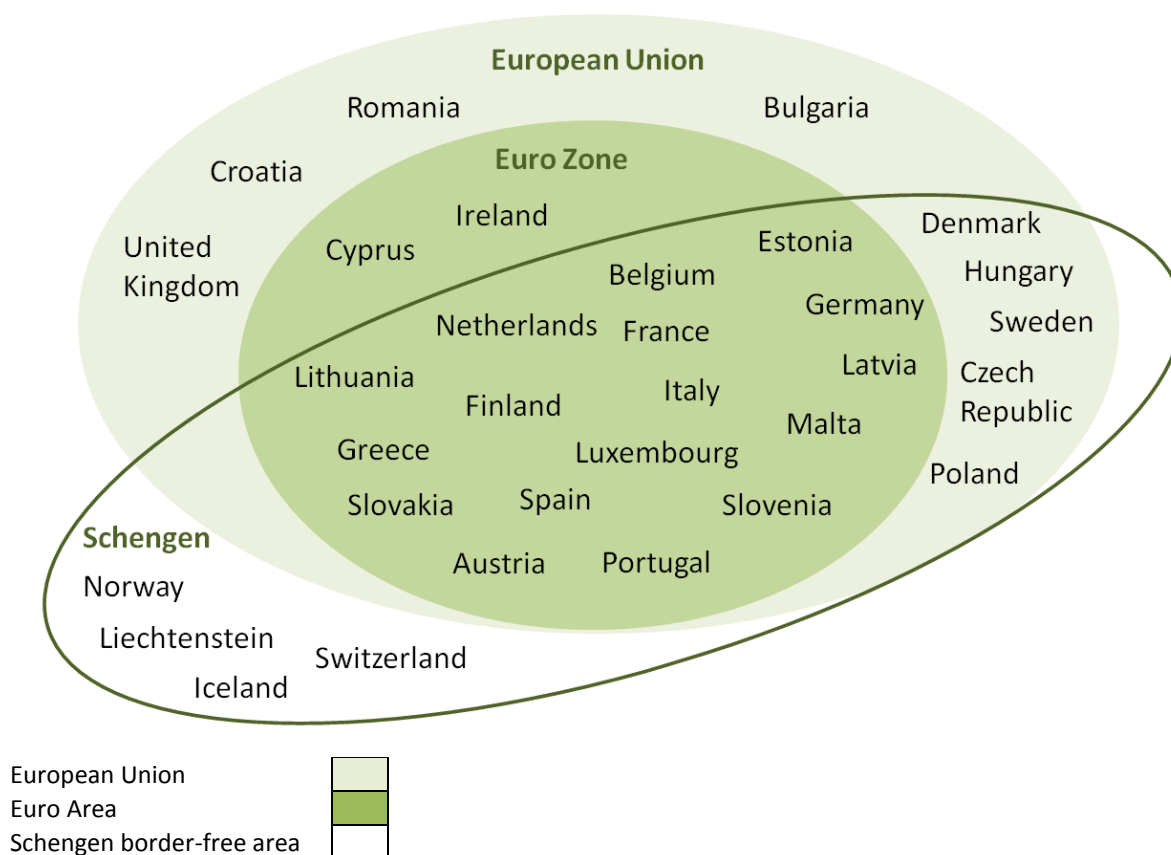 European Union
Romania
Bulgaria
Croatia
Euro Zone
Ireland
Denmark
United
Kingdom
Cyprus
Estonia
Belgium
Hungary
Germany
Netherlands
France
Sweden
Lithuania
Latvia
Czech
Republic
Finland
Italy
Malta
Greece
Luxembourg
Poland
Slovakia
Spain
Slovenia
Schengen
Austria
Portugal
Norway
Liechtenstein
Switzerland
Iceland
European Union
Euro Area
Schengen border-free area